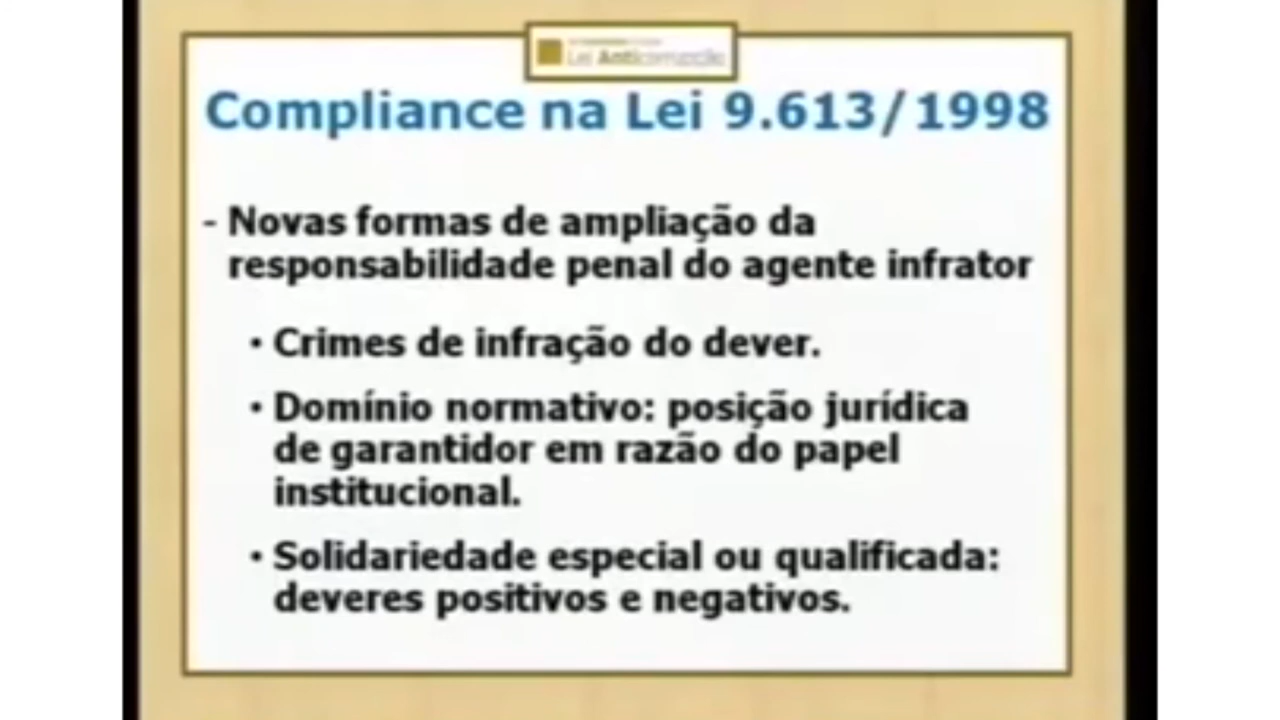 Lei Anticorrupção
Compliance na Lei 9.613/1998
- Novas formas de ampliação da
responsabilidade penal do agente infrator
• Crimes de infração do dever.
• Domínio normativo: posição jurídica
de garantidor em razão do papel
institucional.
• Solidariedade especial ou qualificada:
deveres positivos e negativos.